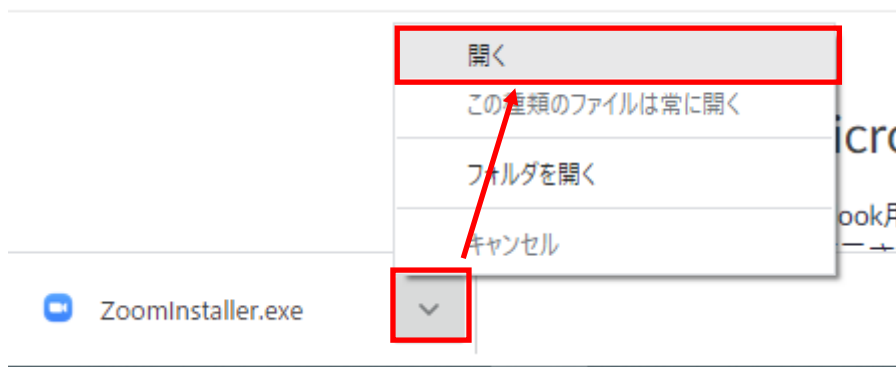 開く
この種類のファイルは常に開く
icro
フォルダを開く
ook用
キャンセル
ZoomInstaller.exe